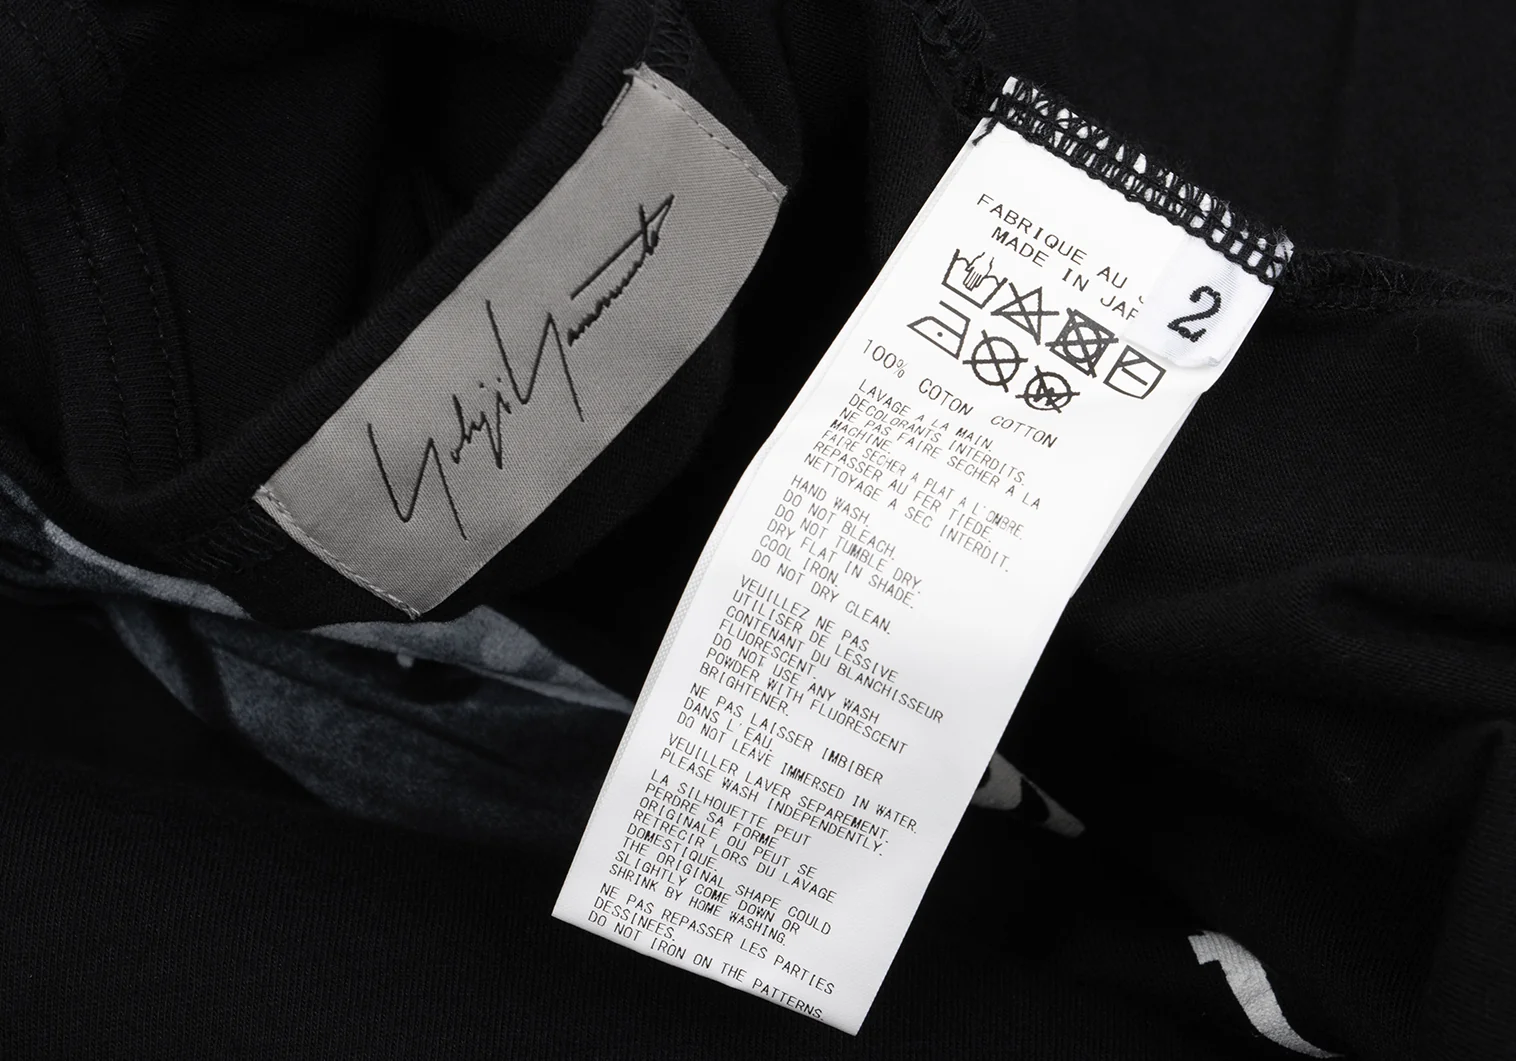 Yohji Yamamoto
FABRIQUE AU
MADE IN JAP
2
100% COTON COTTON
LAVAGE A LA MAIN.
DECOLORANTS INTERDITS.
NE PAS FAIRE SECHER A LA
MACHINE.
FAIRE SECHER A PLAT A L'OMBRE.
REPASSER AU FER TIEDE.
NETTOYAGE A SEC INTERDIT.
HAND WASH.
DO NOT BLEACH.
DO NOT TUMBLE DRY.
DRY FLAT IN SHADE.
COOL IRON.
DO NOT DRY CLEAN.
VEUILLEZ NE PAS
UTILISER DE LESSIVE
CONTENANT DU BLANCHISSEUR
FLUORESCENT.
DO NOT USE ANY WASH
POWDER WITH FLUORESCENT
BRIGHTENER.
NE PAS LAISSER IMBIBER
DANS L'EAU.
DO NOT LEAVE IMMERSED IN WATER.
VEUILLER LAVER SEPAREMENT.
PLEASE WASH INDEPENDENTLY.
LA SILHOUETTE PEUT
PERDRE SA FORME
ORIGINALE OU PEUT SE
RETRECIR LORS DU LAVAGE
DOMESTIQUE.
THE ORIGINAL SHAPE COULD
SLIGHTLY COME DOWN OR
SHRINK BY HOME WASHING.
NE PAS REPASSER LES PARTIES
DESSINEES.
DO NOT IRON ON THE PATTERNS.